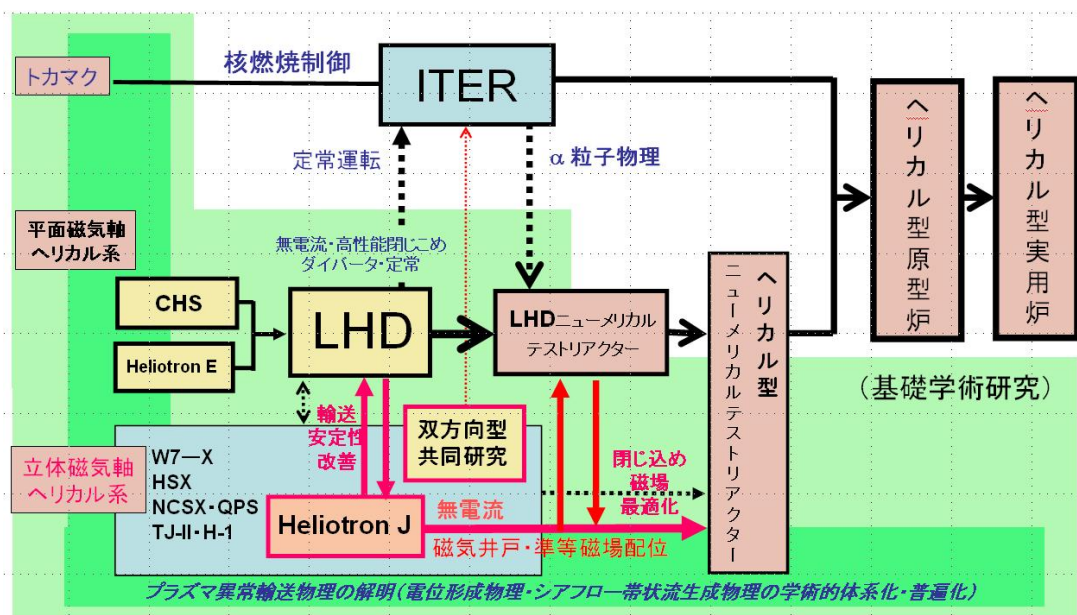 トカマク
核燃焼制御
ITER
定常運転
α粒子物理
平面磁気軸
ヘリカル系
無電流・高性能閉じこめ
ダイバータ・定常
CHS
Heliotron E
LHD
LHDニューメリカル
テストリアクター
ヘリカル型
ニューメリカルテストリアクター
ヘリカル型原型炉
ヘリカル型実用炉
（基礎学術研究）
立体磁気軸
ヘリカル系
W7―X
HSX
NCSX・QPS
TJ-II・H-1
輸送
安定性
改善
双方向型
共同研究
閉じ込め
磁場
最適化
Heliotron J
無電流
磁気井戸・準等磁場配位
プラズマ異常輸送物理の解明（電位形成物理・シアフロー帯状流生成物理の学術的体系化・普遍化）